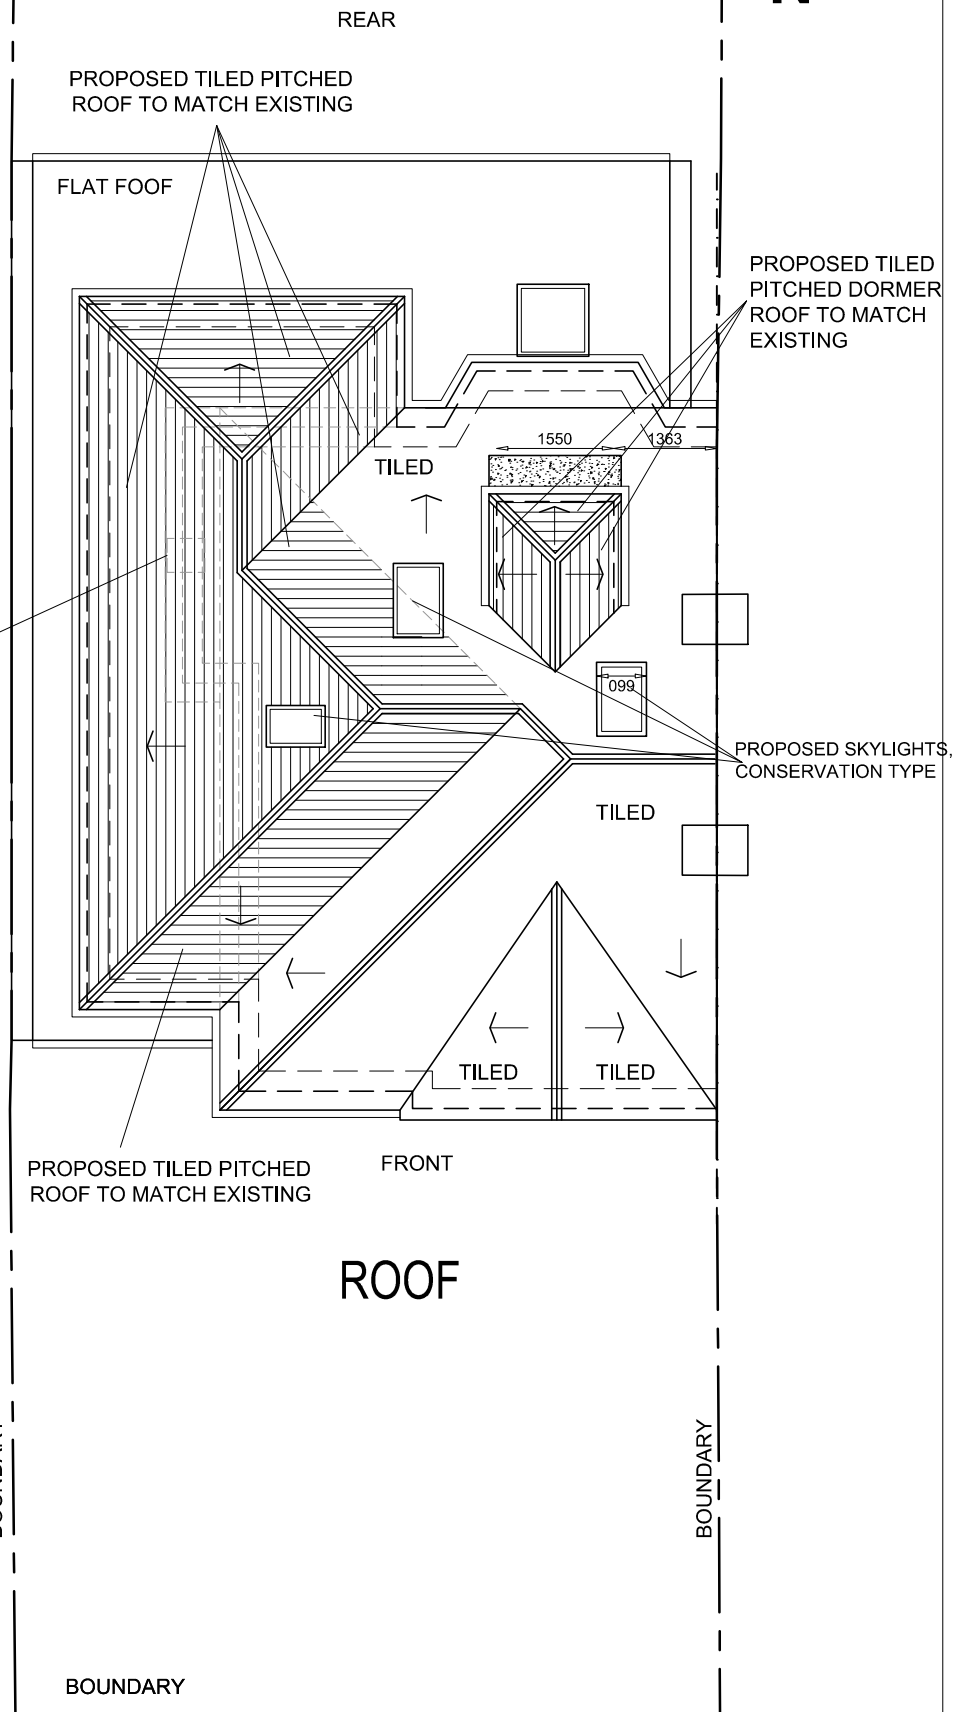 REAR
PROPOSED TILED PITCHED
ROOF TO MATCH EXISTING
FLAT FOOF
PROPOSED TILED
PITCHED DORMER
ROOF TO MATCH
EXISTING
1550
1363
TILED
099
PROPOSED SKYLIGHTS,
CONSERVATION TYPE
TILED
TILED
TILED
FRONT
PROPOSED TILED PITCHED
ROOF TO MATCH EXISTING
ROOF
BOUNDARY
BOUNDARY